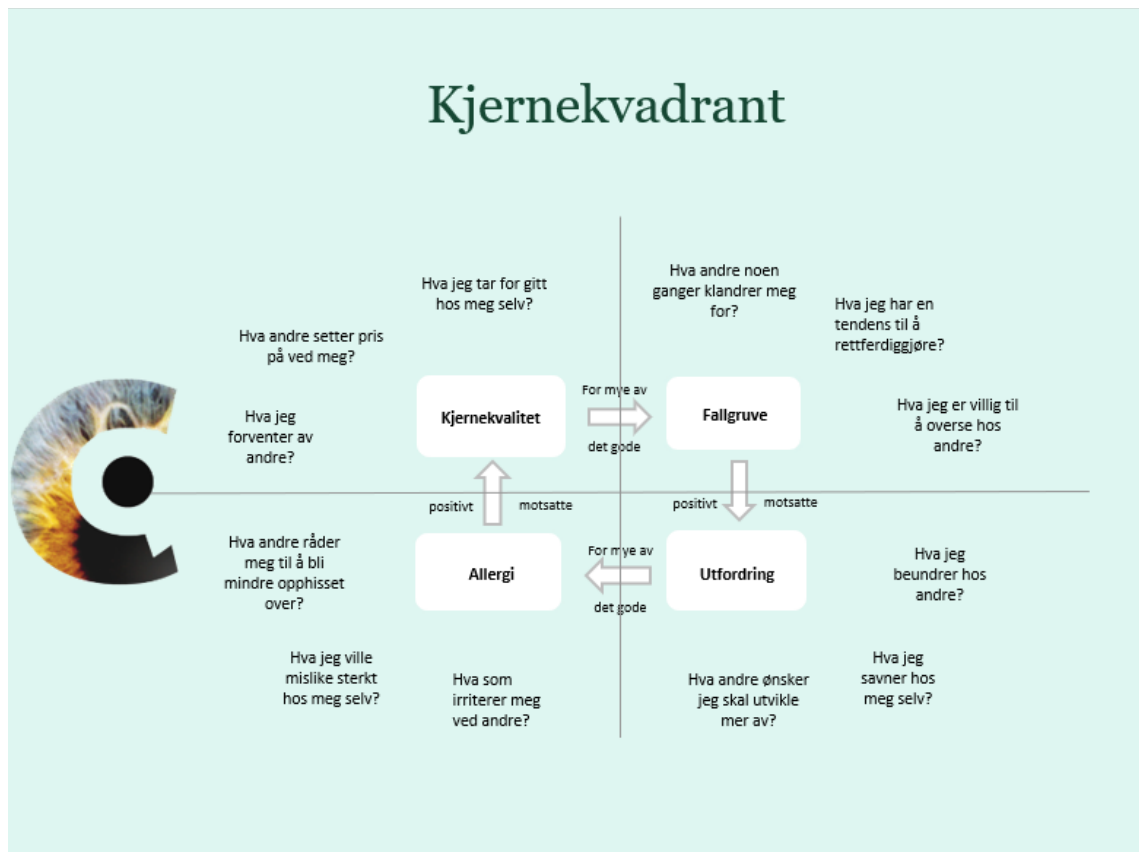 Kjernekvadrant
Hva jeg tar for gitt
hos meg selv?
Hva andre setter pris
på ved meg?
Hva jeg
forventer av
andre?
Kjernekvalitet
For mye av
det gode
Hva andre noen
ganger klandrer meg
for?
Hva jeg har en
tendens til å
rettferdiggjøre?
Hva jeg er villig til
å overse hos
andre?
Fallgruve
positivt
motsatte
Utfordring
Hva jeg
beundrer hos
andre?
Hva jeg
savner hos
meg selv?
Hva andre ønsker
jeg skal utvikle
mer av?
For mye av
det gode
Allergi
Hva andre råder
meg til å bli
mindre opphisset
over?
Hva jeg ville
mislike sterkt
hos meg selv?
Hva som
irriterer meg
ved andre?
positivt
motsatte